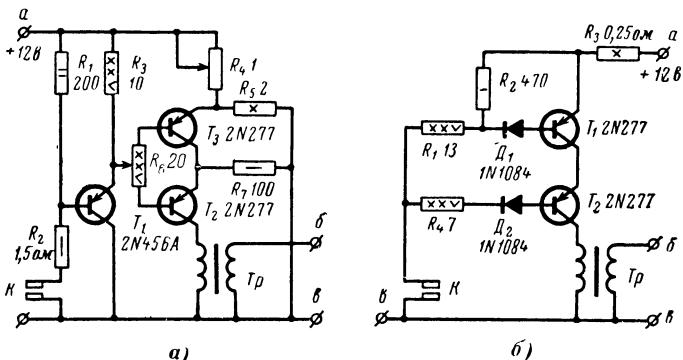 а
+12в
R1
200
R3
10
R4 1
R5 2
T3 2N277
R6 20
R7 100
T2 2N277
T1
2N456A
R2
1,5ом
К
Тр
б
в
а)
R3 0,25ом
а
+12в
R2 470
T1 2N277
R1 13
Д1
1N1084
T2 2N277
R4 7
Д2
1N1084
б
Тр
К
в
в
б)